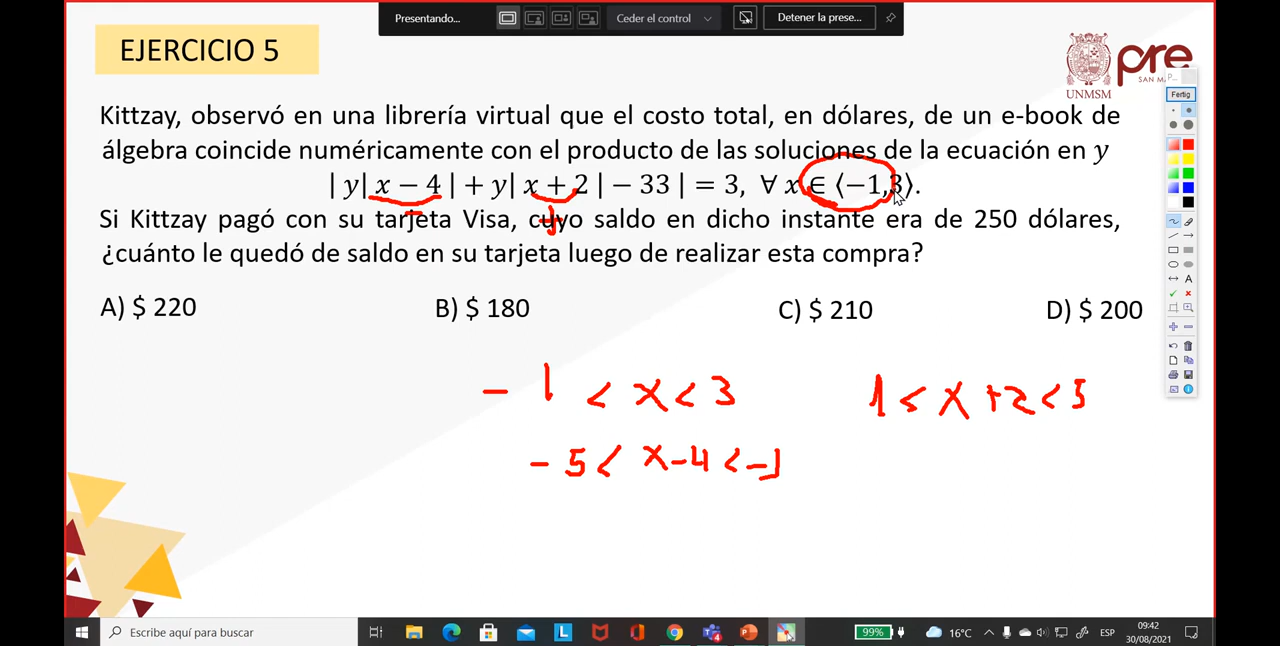 Presentando...
Ceder el control
Detener la prese...
EJERCICIO 5
UNMSM
pre
P...
Fertig
Kittzay, observó en una librería virtual que el costo total, en dólares, de un e-book de
álgebra coincide numéricamente con el producto de las soluciones de la ecuación en y
| y| x − 4 | + y| x + 2 | − 33 | = 3, ∀ x ∈ ⟨−1,3⟩.
Si Kittzay pagó con su tarjeta Visa, cuyo saldo en dicho instante era de 250 dólares,
¿cuánto le quedó de saldo en su tarjeta luego de realizar esta compra?
A) $ 220
B) $ 180
C) $ 210
D) $ 200
- 1 < x < 3
1 < x + 2 < 5
- 5 < x - 4 < - 1
Escribe aquí para buscar
99%
16°C
ESP
09:42
30/08/2021